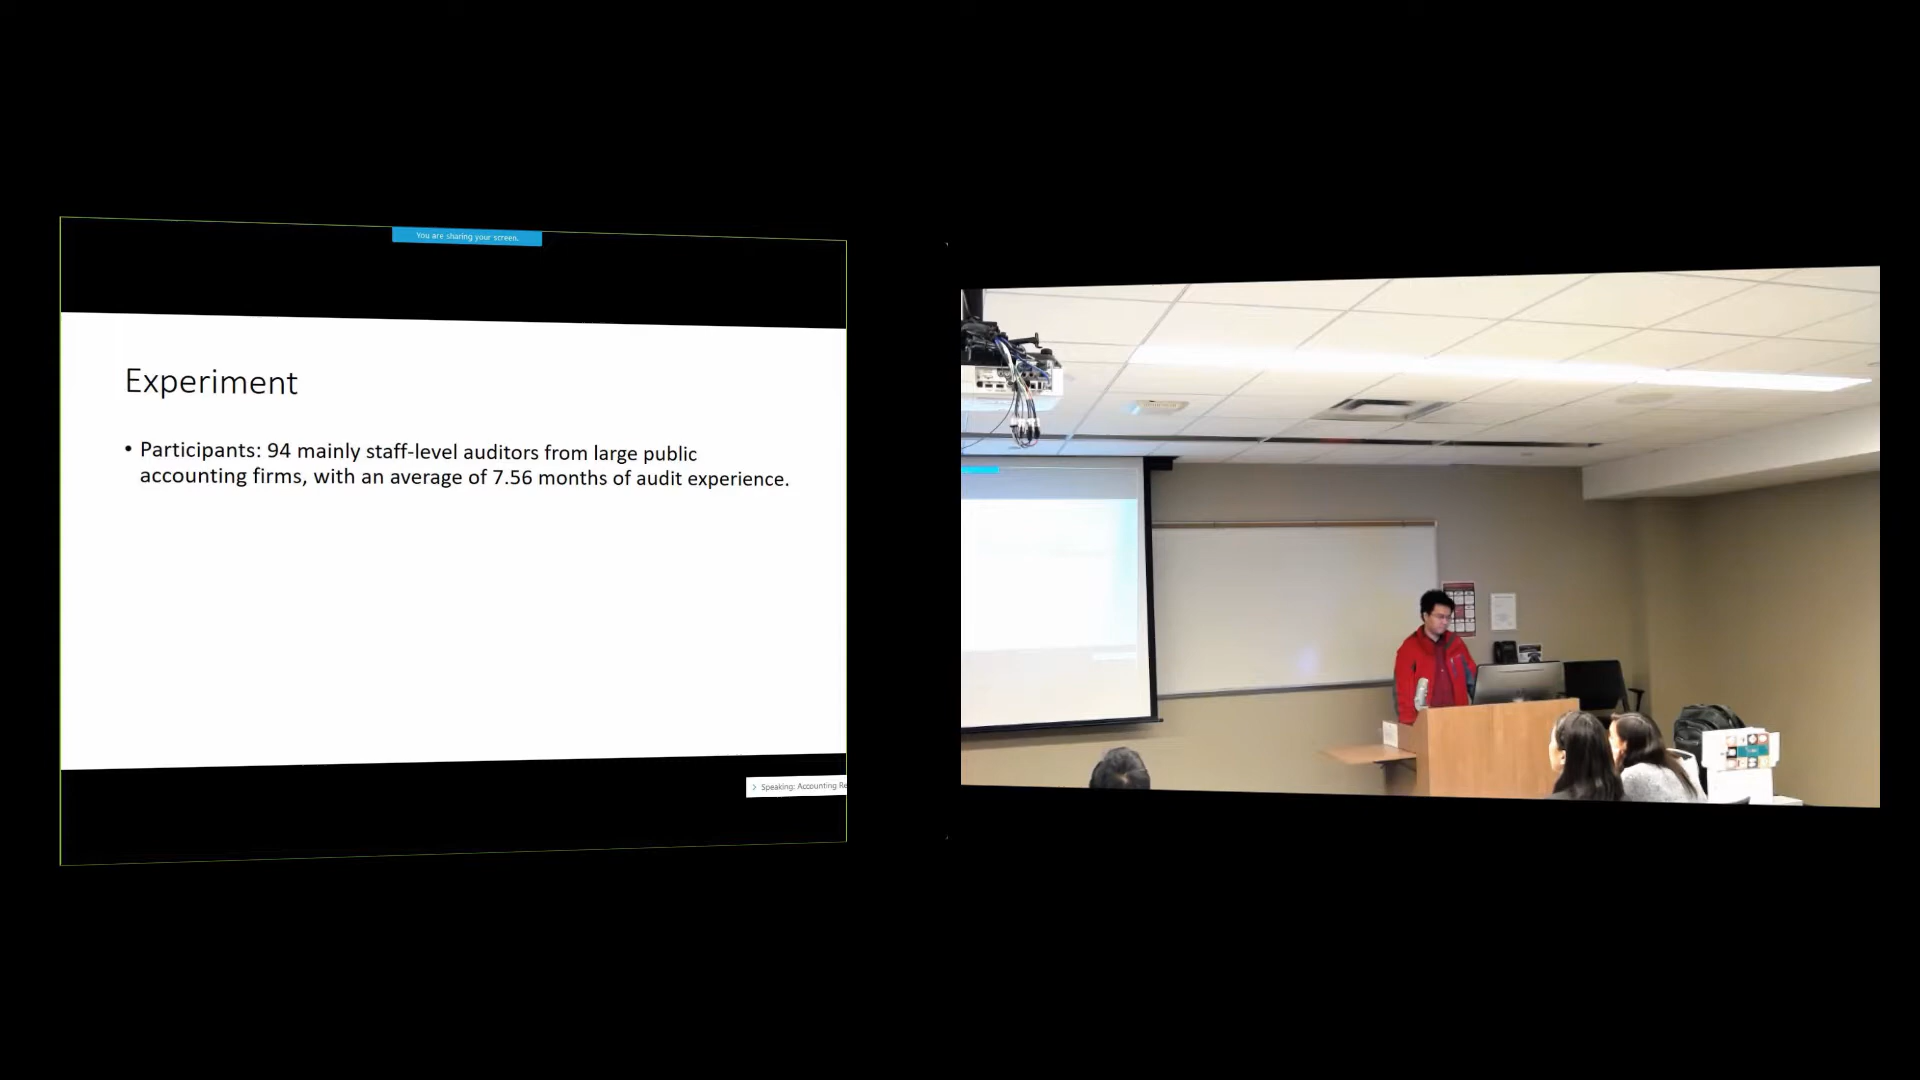 You are sharing your screen.
Experiment
• Participants: 94 mainly staff-level auditors from large public
accounting firms, with an average of 7.56 months of audit experience.
Speaking: Accounting Re